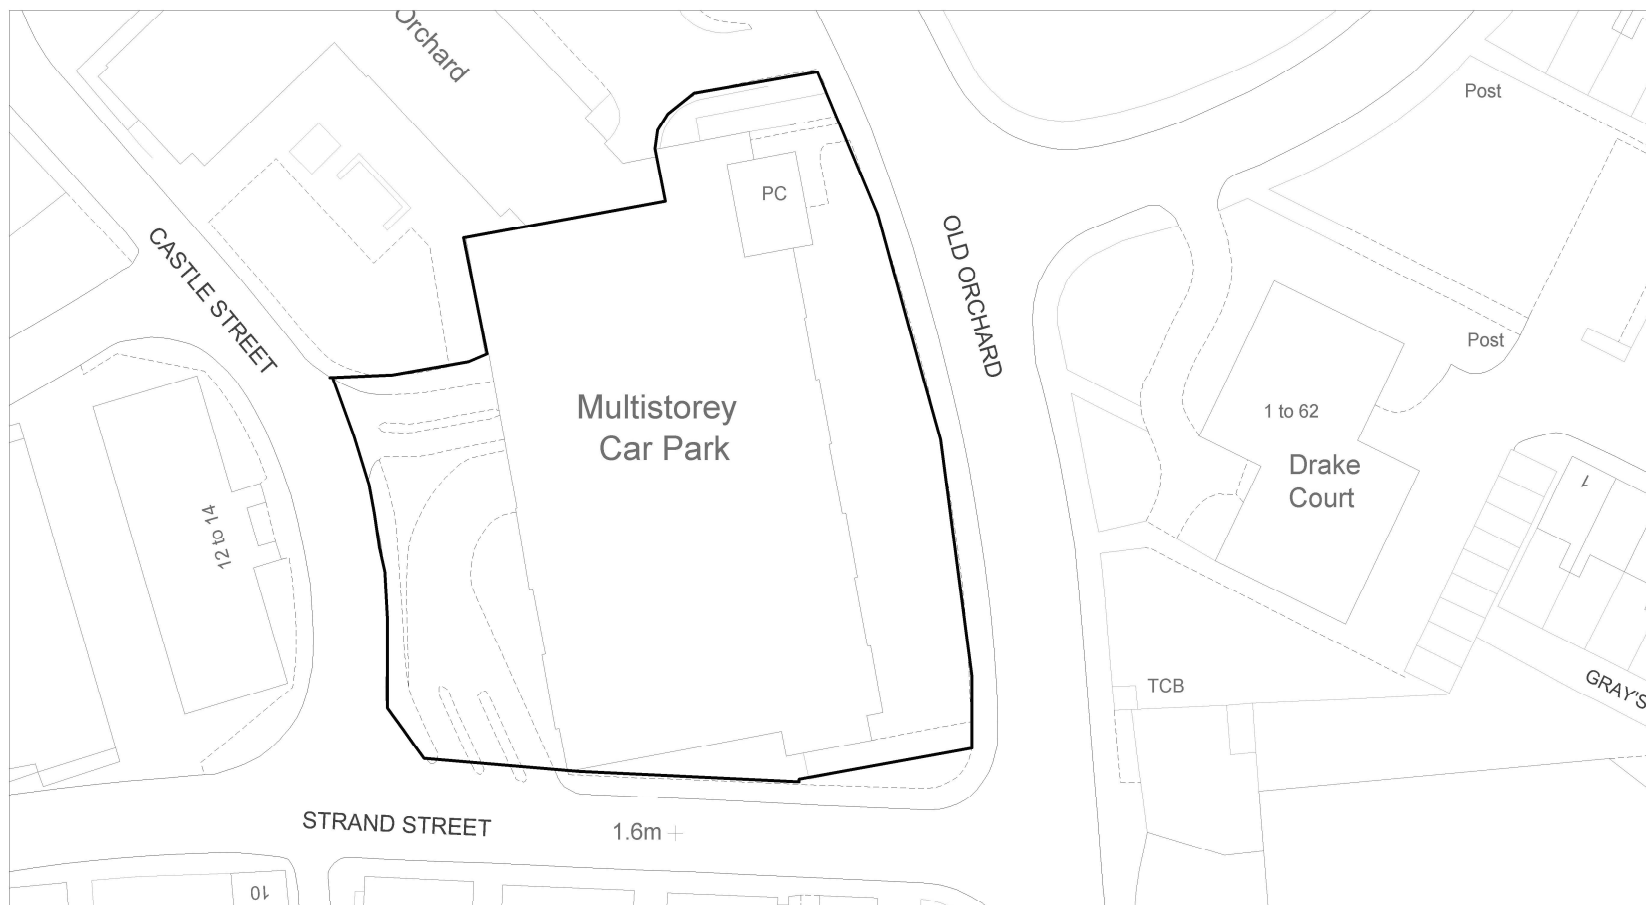 Orchard
Post
PC
CASTLE STREET
OLD ORCHARD
Post
Multistorey
Car Park
1 to 62
Drake
Court
1
12 to 14
TCB
GRAY'S
STRAND STREET
1.6m
10